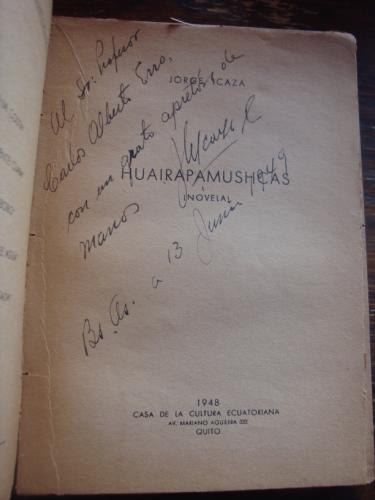 JORGE ICAZA
HUAIRAPAMUSHCAS
(NOVELA)
Al Sr. Profesor
Carlos Alberto Erro,
con un grato apretón de
manos
Bs. As. a 13 Junio 1949
1948
CASA DE LA CULTURA ECUATORIANA
AV. MARIANO AGUILERA 332
QUITO